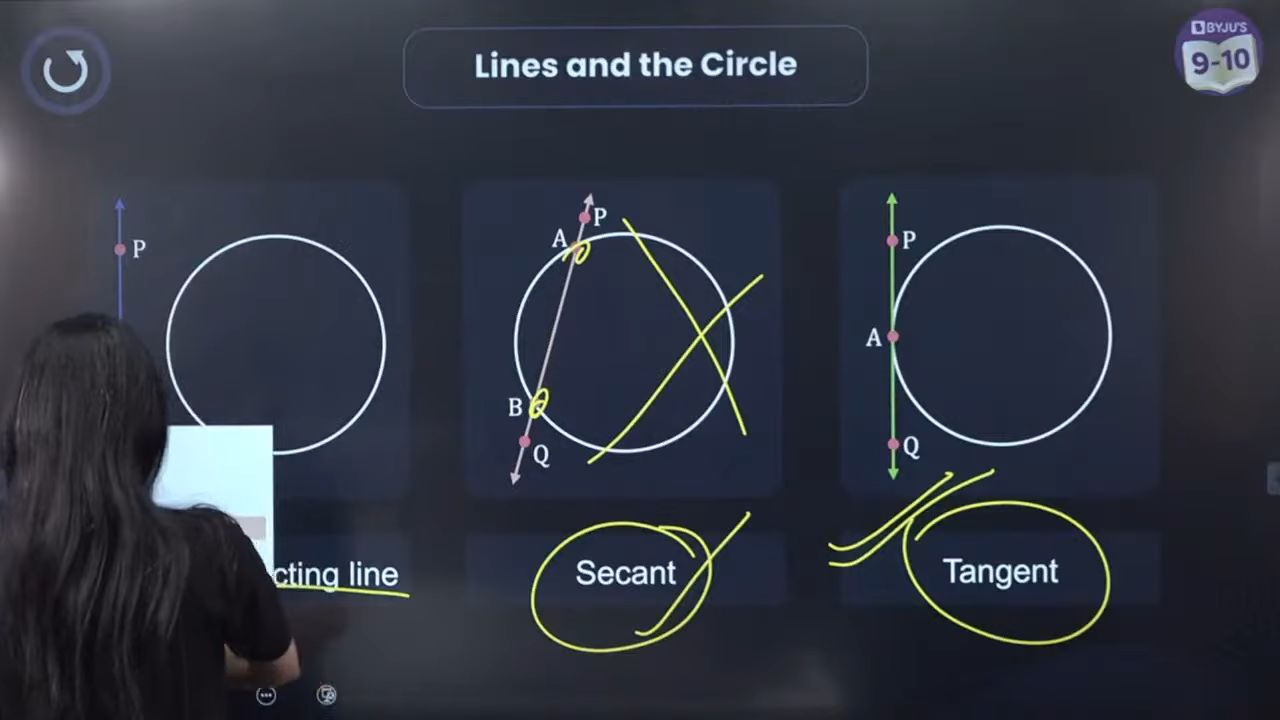 Lines and the Circle
BYJU'S
9-10
P
A
P
B
Q
P
A
Q
cting line
Secant
Tangent